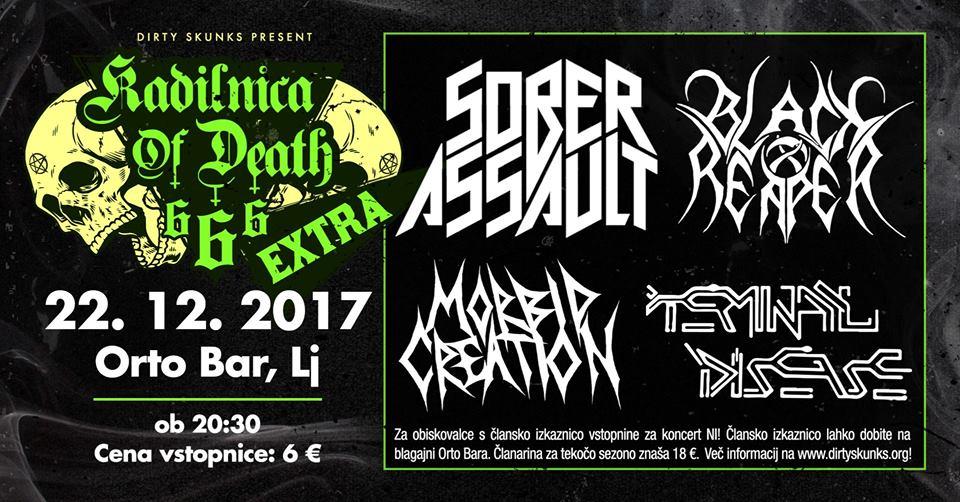 DIRTY SKUNKS PRESENT
Kadilnica
Of Death
666
EXTRA
22. 12. 2017
Orto Bar, Lj
ob 20:30
Cena vstopnice: 6 €
SOBER
ASSAULT
BLACK
REAPER
MORBID
CREATION
TERMINALL
DISEASE
Za obiskovalce s člansko izkaznico vstopnine za koncert NI! Člansko izkaznico lahko dobite na
blagajni Orto Bara. Članarina za tekočo sezono znaša 18 €. Več informacij na www.dirtyskunks.org!